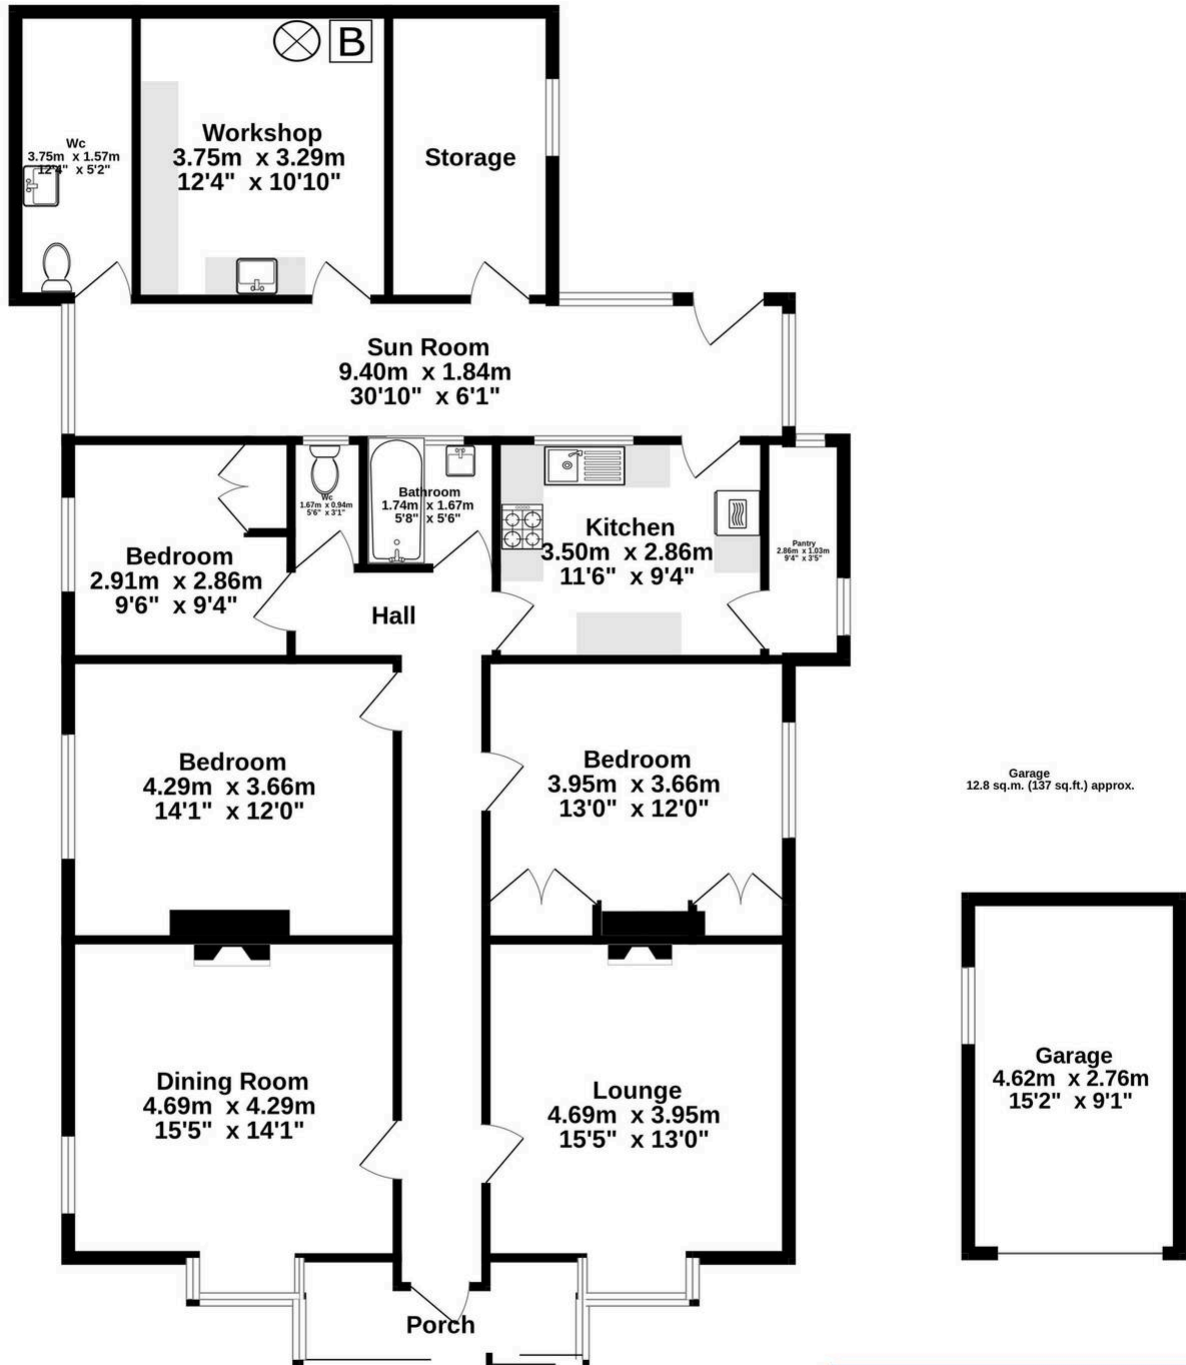 B
Wc
3.75m x 1.57m
12'4" x 5'2"
Workshop
3.75m x 3.29m
12'4" x 10'10"
Storage
Sun Room
9.40m x 1.84m
30'10" x 6'1"
Wc
1.67m x 0.94m
5'6" x 3'1"
Bathroom
1.74m x 1.67m
5'8" x 5'6"
Kitchen
3.50m x 2.86m
11'6" x 9'4"
Pantry
2.86m x 1.03m
9'4" x 3'5"
Bedroom
2.91m x 2.86m
9'6" x 9'4"
Hall
Bedroom
4.29m x 3.66m
14'1" x 12'0"
Bedroom
3.95m x 3.66m
13'0" x 12'0"
Garage
12.8 sq.m. (137 sq.ft.) approx.
Dining Room
4.69m x 4.29m
15'5" x 14'1"
Lounge
4.69m x 3.95m
15'5" x 13'0"
Garage
4.62m x 2.76m
15'2" x 9'1"
Porch